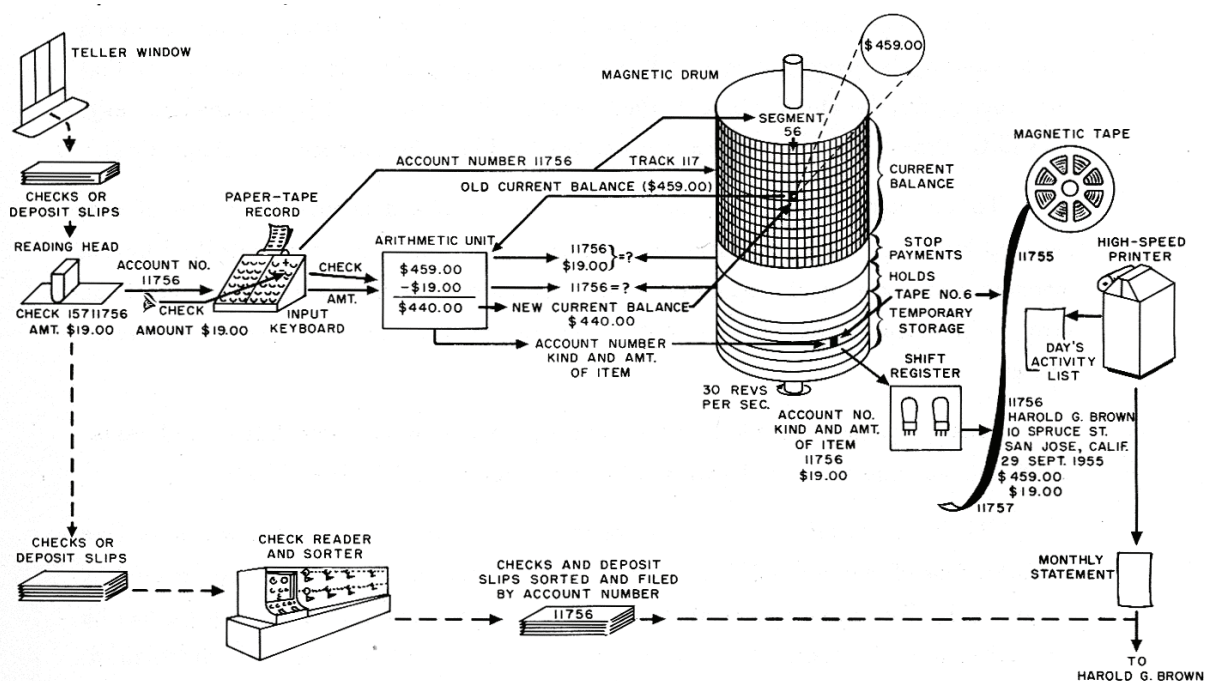 TELLER WINDOW
CHECKS OR
DEPOSIT SLIPS
READING HEAD
CHECK 15711756
AMT. $19.00
ACCOUNT NO.
11756
CHECK
AMOUNT $19.00
PAPER-TAPE
RECORD
INPUT
KEYBOARD
CHECK
AMT.
ACCOUNT NUMBER 11756
TRACK 117
OLD CURRENT BALANCE ($459.00)
ARITHMETIC UNIT
$459.00
-$19.00
$440.00
11756
$19.00}=?
11756=?
NEW CURRENT BALANCE
$440.00
ACCOUNT NUMBER
KIND AND AMT.
OF ITEM
MAGNETIC DRUM
$459.00
SEGMENT
56
CURRENT
BALANCE
STOP
PAYMENTS
HOLDS
TAPE NO.6
TEMPORARY
STORAGE
30 REVS
PER SEC.
SHIFT
REGISTER
ACCOUNT NO.
KIND AND AMT.
OF ITEM
11756
$19.00
MAGNETIC TAPE
11755
11756
HAROLD G. BROWN
10 SPRUCE ST.
SAN JOSE, CALIF.
29 SEPT. 1955
$459.00
$19.00
11757
HIGH-SPEED
PRINTER
DAY'S
ACTIVITY
LIST
CHECKS OR
DEPOSIT SLIPS
CHECK READER
AND SORTER
CHECKS AND DEPOSIT
SLIPS SORTED AND FILED
BY ACCOUNT NUMBER
11756
MONTHLY
STATEMENT
TO
HAROLD G. BROWN